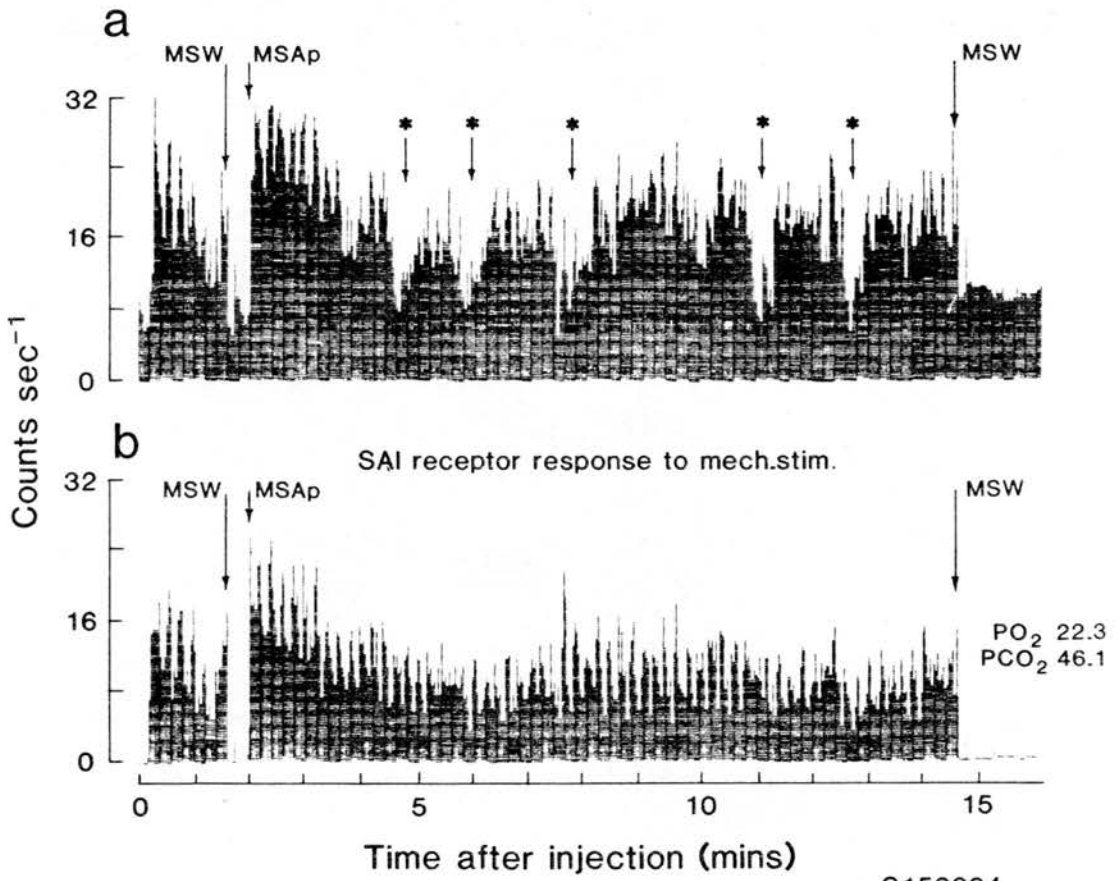 a
MSW MSAp MSW
32
* * * * *
16
0
Counts sec⁻¹
b
SAI receptor response to mech.stim.
32
MSW MSAp MSW
16
PO₂ 22.3
PCO₂ 46.1
0
0 5 10 15
Time after injection (mins)